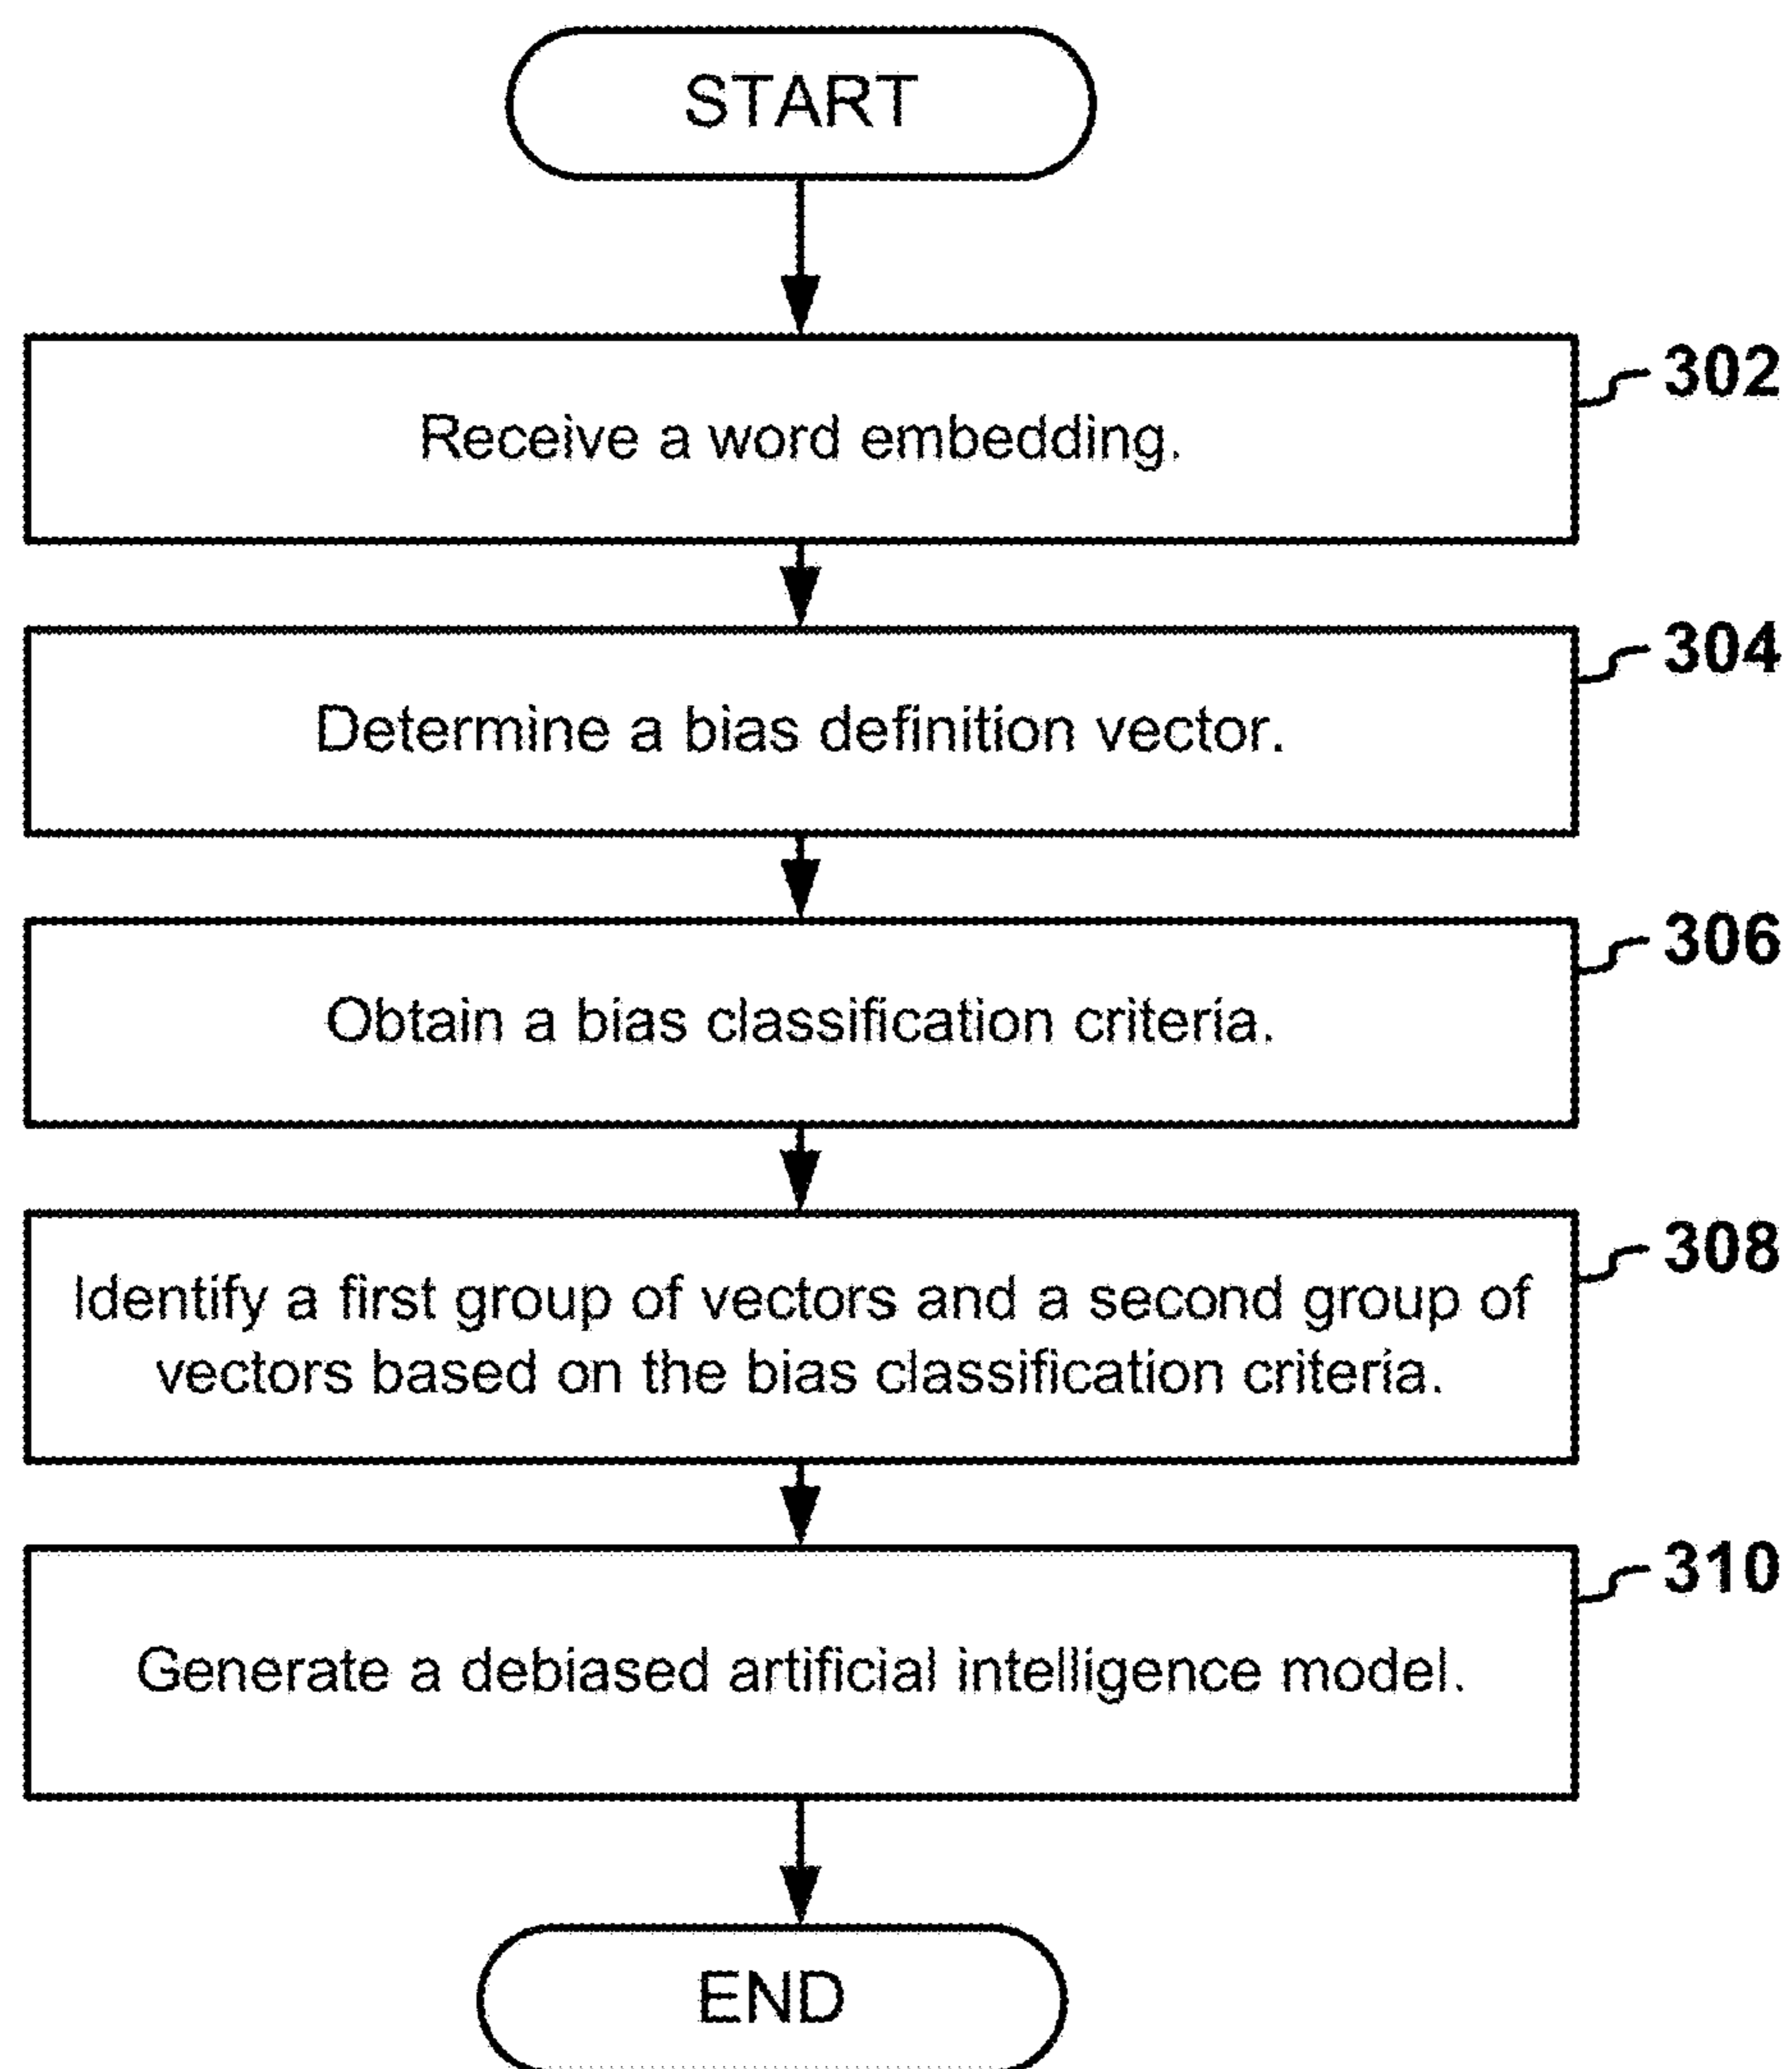 START
302
Receive a word embedding.
304
Determine a bias definition vector.
306
Obtain a bias classification criteria.
308
Identify a first group of vectors and a second group of
vectors based on the bias classification criteria.
310
Generate a debiased artificial intelligence model.
END